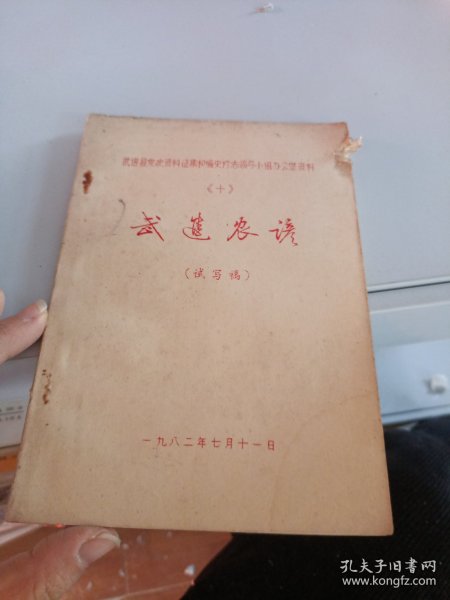 武进县党史资料征集和编史修志领导小组办公室资料
《十》
武进农谚
(试写稿)
一九八二年七月十一日
孔夫子旧书网
www.kongfz.com